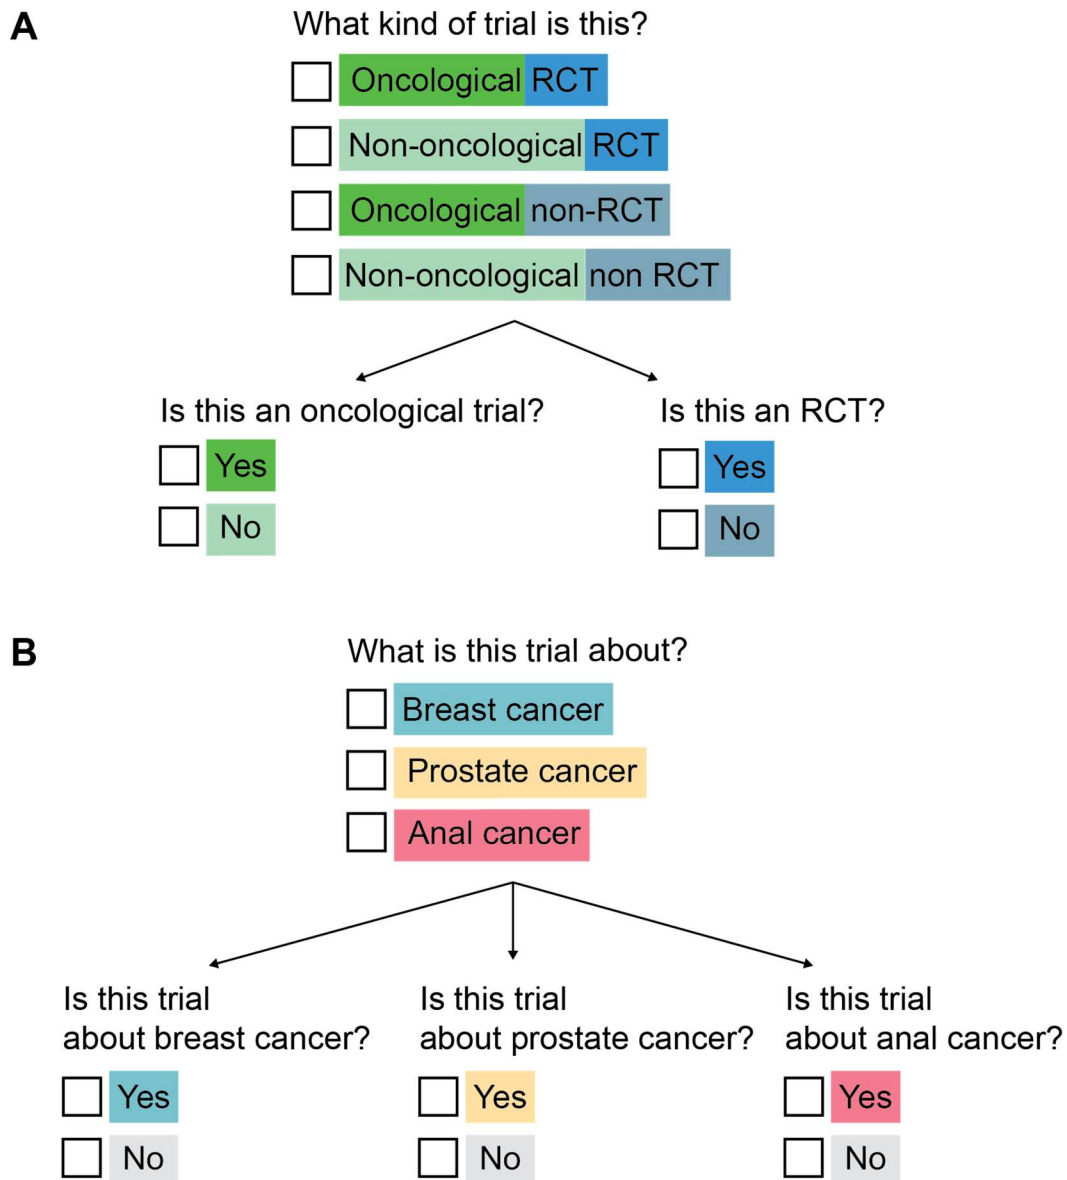 A
What kind of trial is this?
Oncological RCT
Non-oncological RCT
Oncological non-RCT
Non-oncological non RCT
Is this an oncological trial?
Yes
No
Is this an RCT?
Yes
No
B
What is this trial about?
Breast cancer
Prostate cancer
Anal cancer
Is this trial
about breast cancer?
Yes
No
Is this trial
about prostate cancer?
Yes
No
Is this trial
about anal cancer?
Yes
No